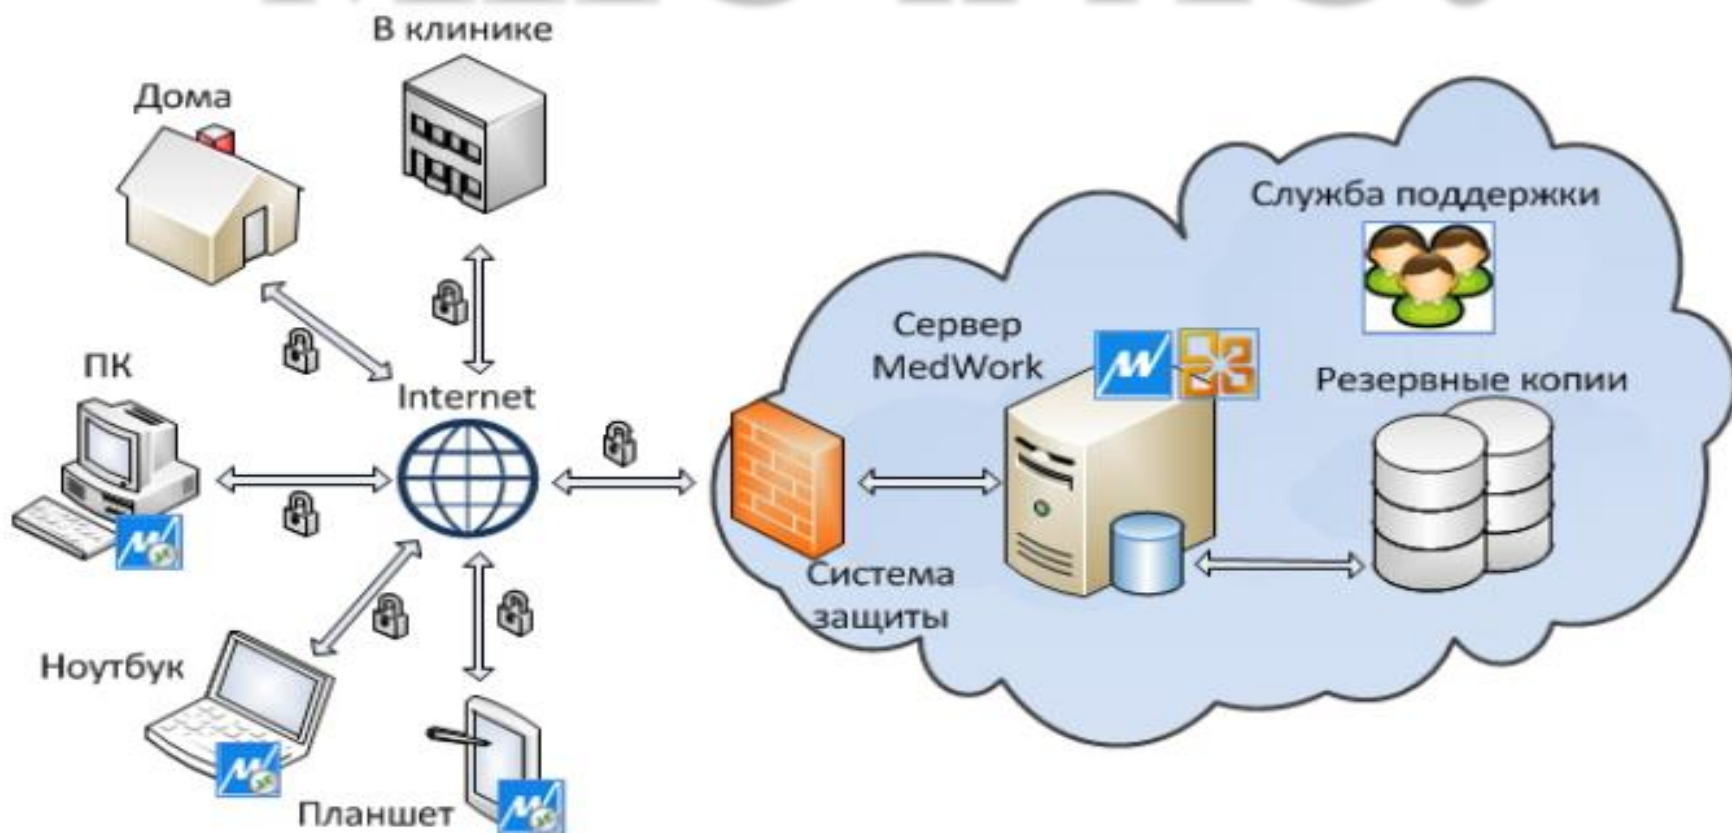 В клинике
Дома
ПК
Internet
Ноутбук
Планшет
Служба поддержки
Сервер
MedWork
Резервные копии
Система
защиты